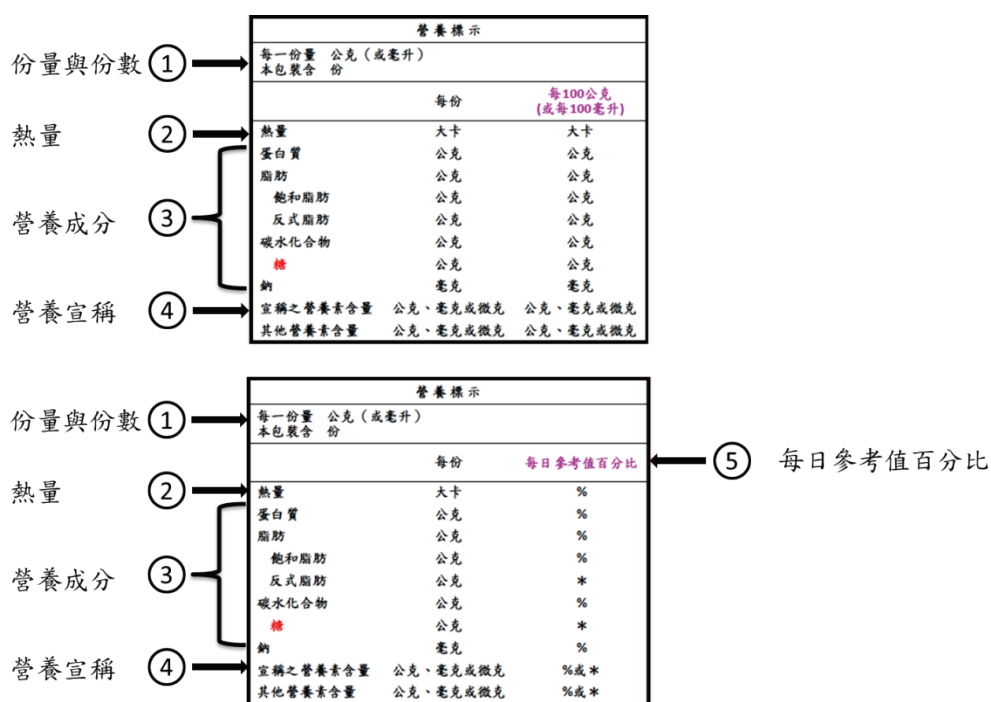 營養標示
份量與份數 ① 每一份量 公克（或毫升）
本包裝含 份
每份 每100公克
(或每100毫升)
熱量 ② 熱量 大卡 大卡
蛋白質 公克 公克
脂肪 公克 公克
飽和脂肪 公克 公克
營養成分 ③ 反式脂肪 公克 公克
碳水化合物 公克 公克
糖 公克 公克
鈉 毫克 毫克
營養宣稱 ④ 宣稱之營養素含量 公克、毫克或微克 公克、毫克或微克
其他營養素含量 公克、毫克或微克 公克、毫克或微克
營養標示
份量與份數 ① 每一份量 公克（或毫升）
本包裝含 份
每份 每日參考值百分比 ⑤ 每日參考值百分比
熱量 ② 熱量 大卡 %
蛋白質 公克 %
脂肪 公克 %
飽和脂肪 公克 %
營養成分 ③ 反式脂肪 公克 *
碳水化合物 公克 %
糖 公克 *
鈉 毫克 %
營養宣稱 ④ 宣稱之營養素含量 公克、毫克或微克 %或*
其他營養素含量 公克、毫克或微克 %或*